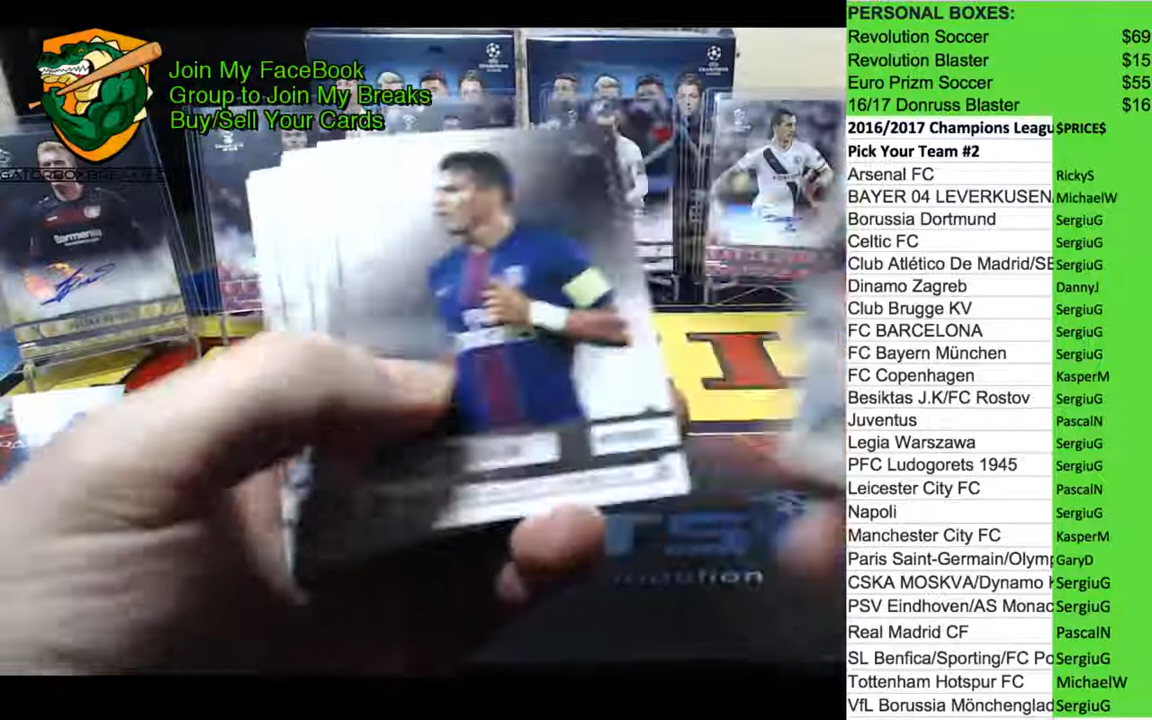 Join My FaceBook
Group to Join My Breaks
Buy/Sell Your Cards
PERSONAL BOXES:
Revolution Soccer $69
Revolution Blaster $15
Euro Prizm Soccer $55
16/17 Donruss Blaster $16
2016/2017 Champions Leagu $PRICE$
Pick Your Team #2
Arsenal FC RickyS
BAYER 04 LEVERKUSEN MichaelW
Borussia Dortmund SergiuG
Celtic FC SergiuG
Club Atlético De Madrid/SE SergiuG
Dinamo Zagreb DannyJ
Club Brugge KV SergiuG
FC BARCELONA SergiuG
FC Bayern München SergiuG
FC Copenhagen KasperM
Besiktas J.K/FC Rostov SergiuG
Juventus PascalN
Legia Warszawa SergiuG
PFC Ludogorets 1945 SergiuG
Leicester City FC PascalN
Napoli SergiuG
Manchester City FC KasperM
Paris Saint-Germain/Olymp GaryD
CSKA MOSKVA/Dynamo SergiuG
PSV Eindhoven/AS Monac SergiuG
Real Madrid CF PascalN
SL Benfica/Sporting/FC Po SergiuG
Tottenham Hotspur FC MichaelW
VfL Borussia Mönchenglad SergiuG